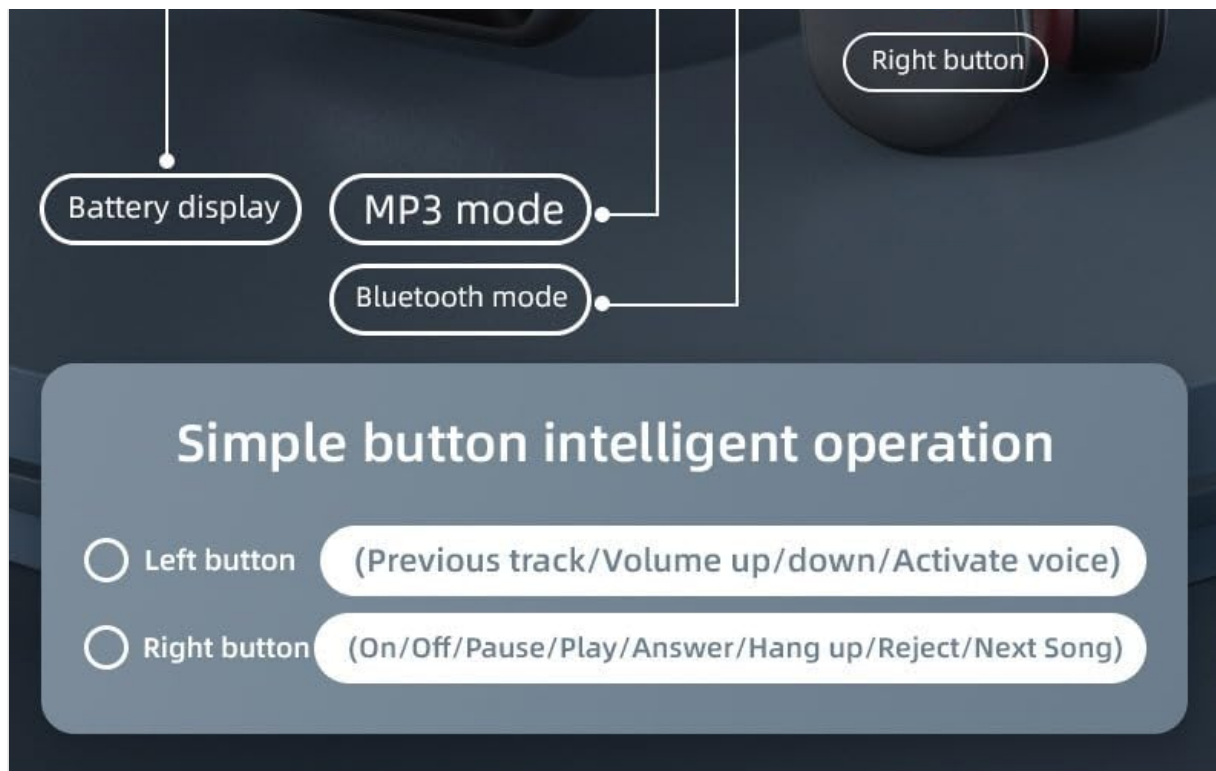 Right button
Battery display
MP3 mode
Bluetooth mode
Simple button intelligent operation
Left button (Previous track/Volume up/down/Activate voice)
Right button (On/Off/Pause/Play/Answer/Hang up/Reject/Next Song)